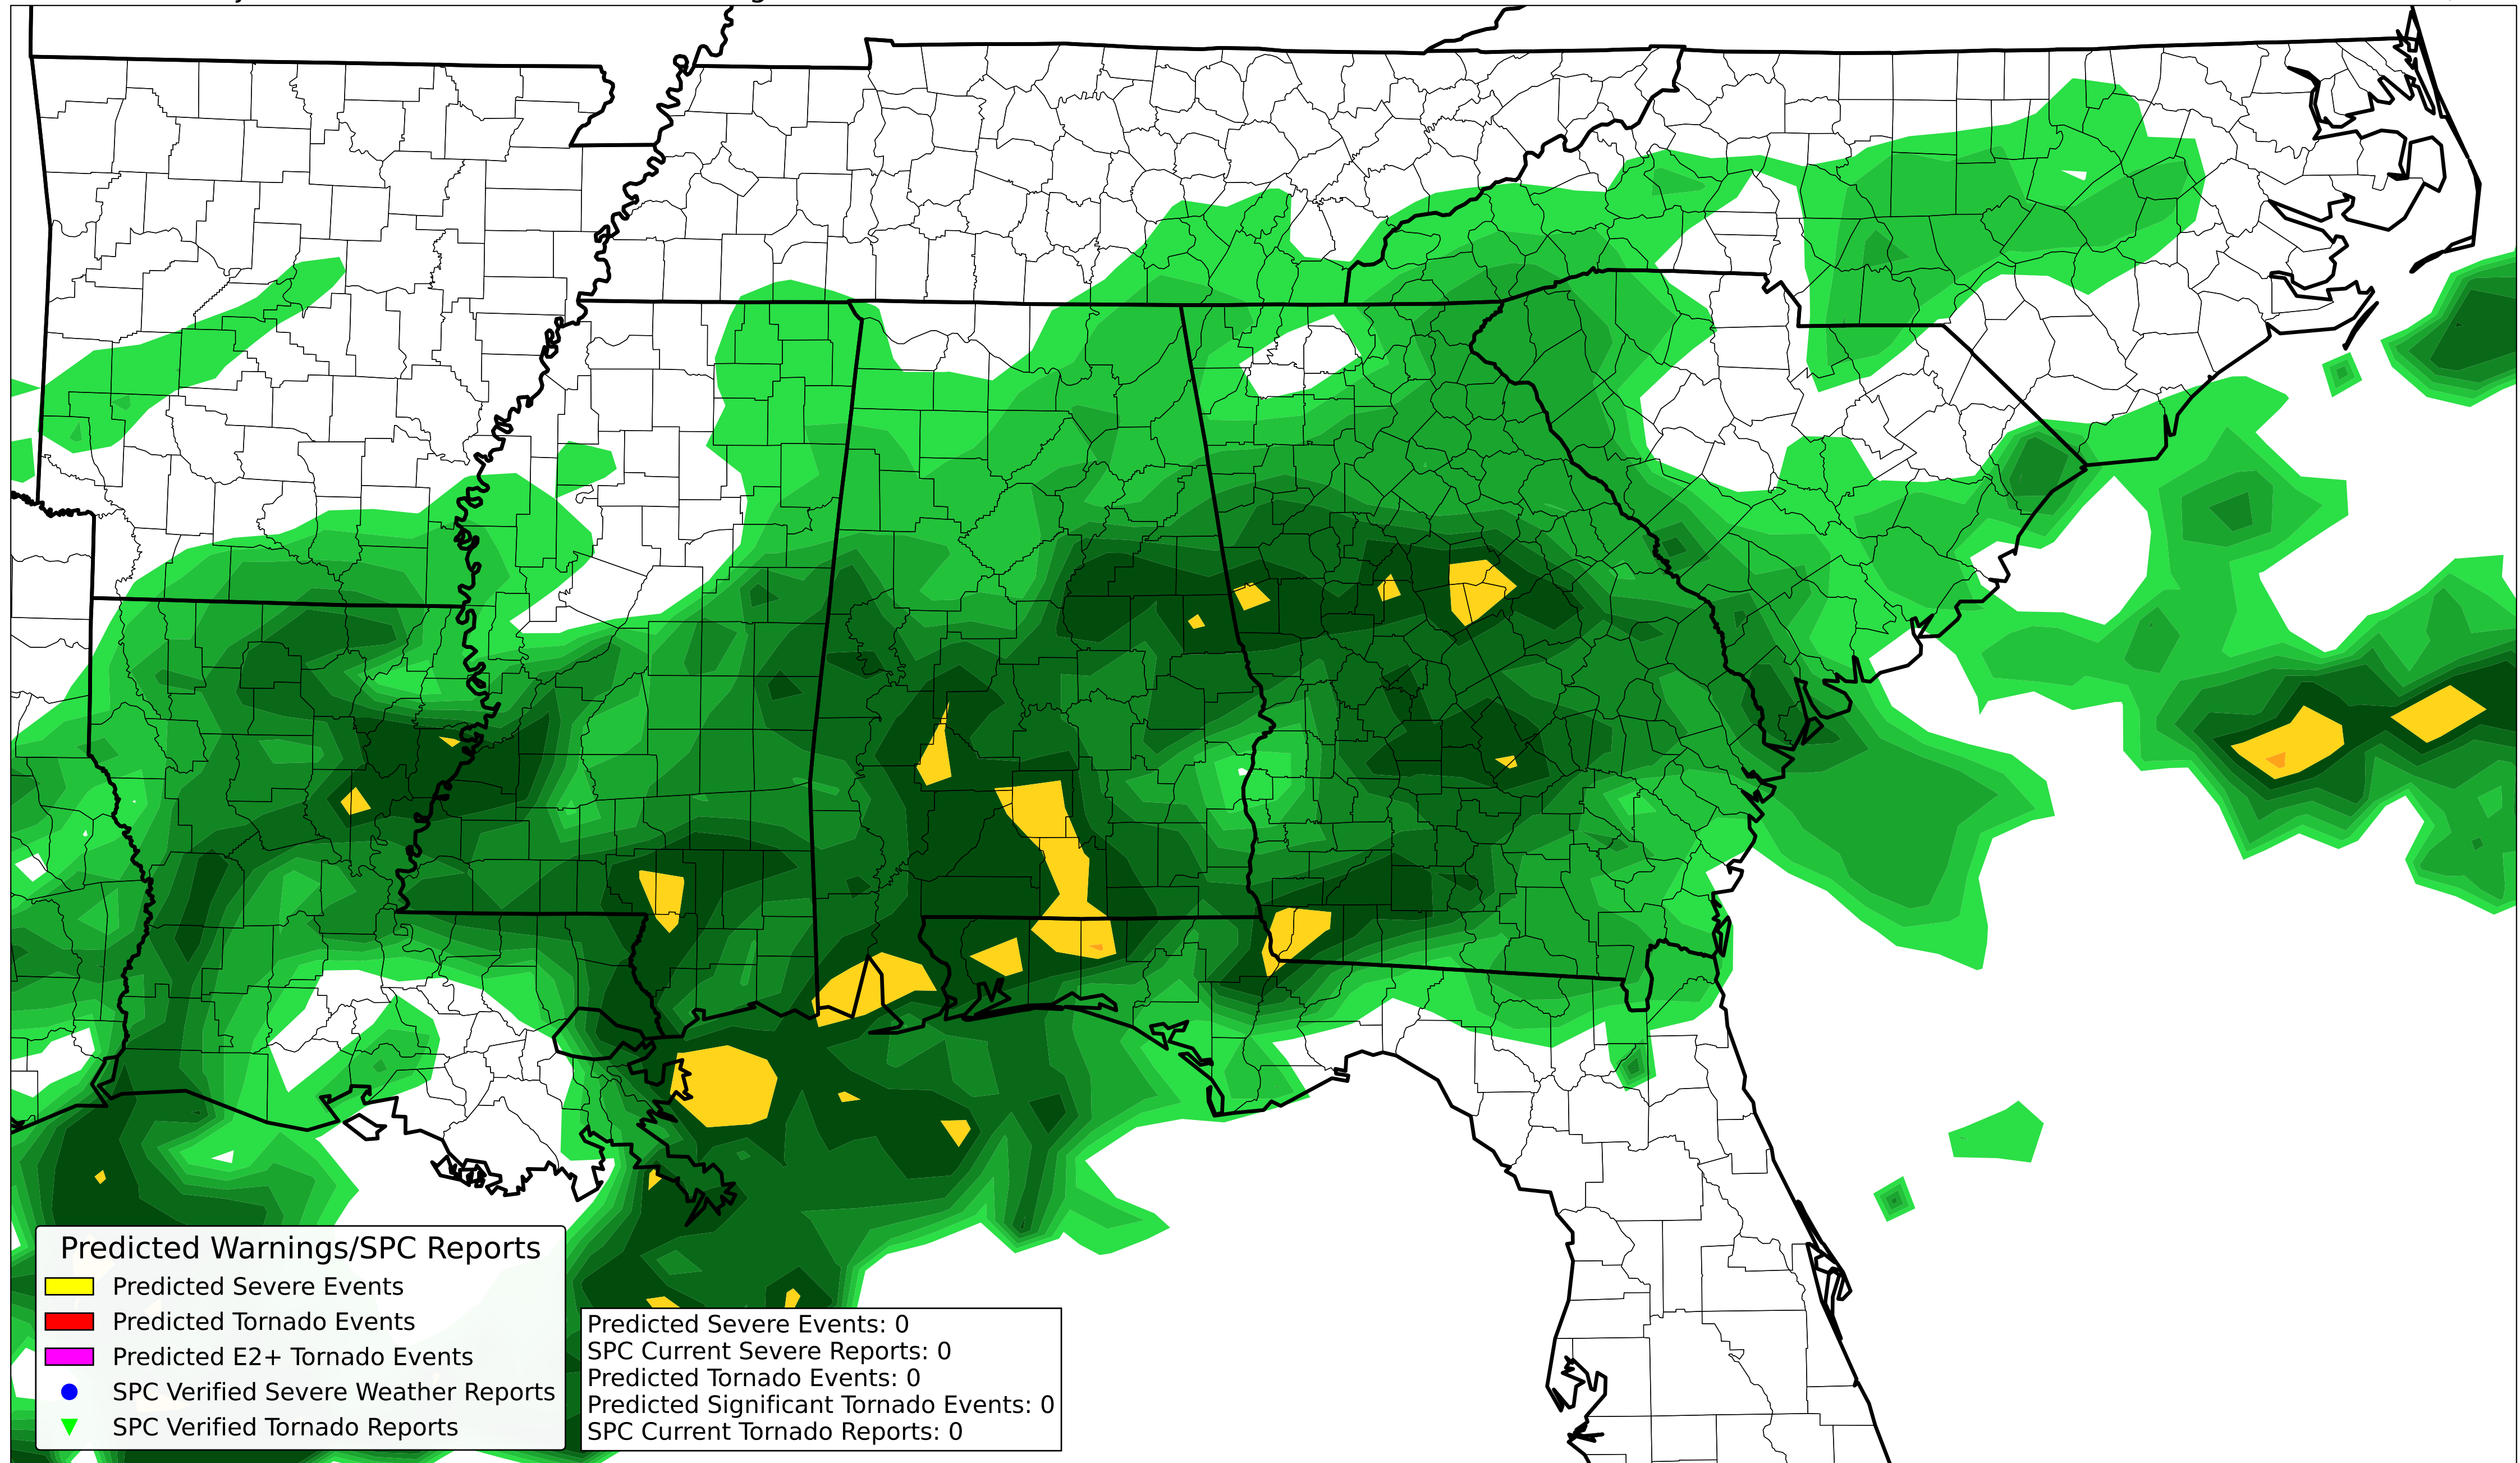 Predicted Warnings/SPC Reports
Predicted Severe Events
Predicted Tornado Events
Predicted E2+ Tornado Events
SPC Verified Severe Weather Reports
SPC Verified Tornado Reports
Predicted Severe Events: 0
SPC Current Severe Reports: 0
Predicted Tornado Events: 0
Predicted Significant Tornado Events: 0
SPC Current Tornado Reports: 0